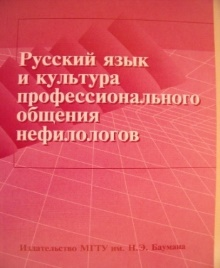 Русский язык
и культура
профессионального
общения
нефилологов
Издательство МГТУ им. Н.Э. Баумана